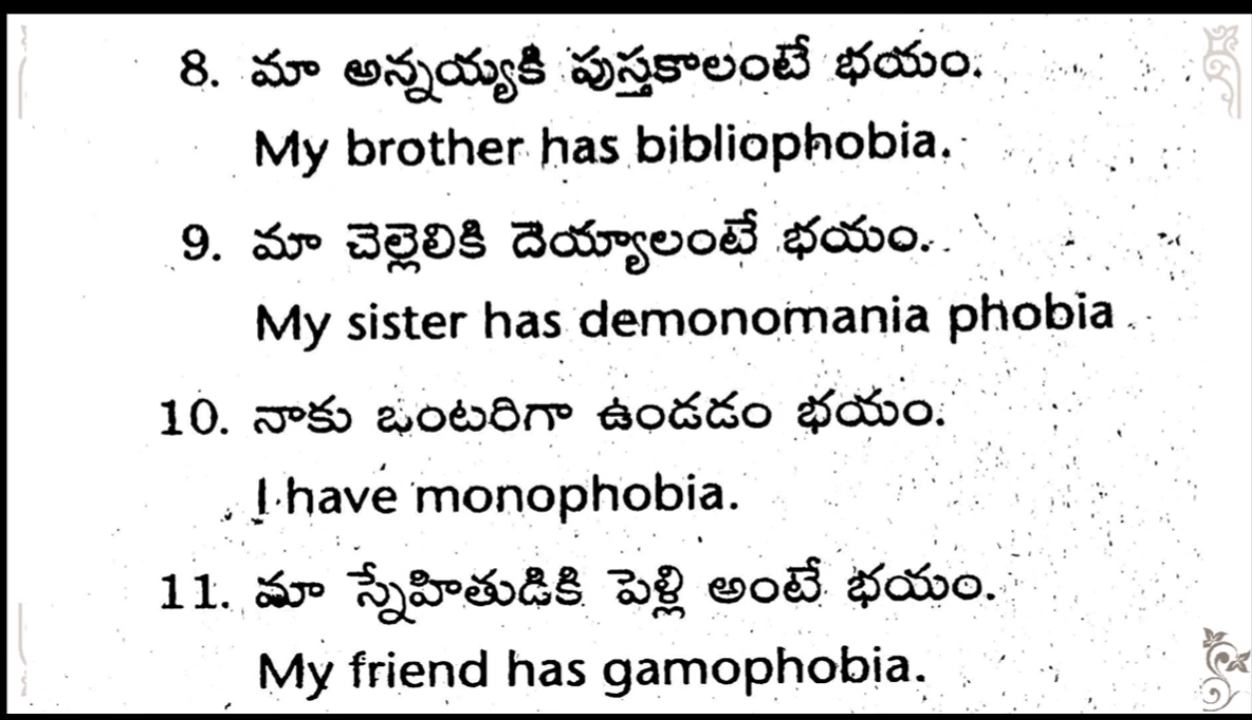 8. మా అన్నయ్యకి పుస్తకాలంటే భయం.
My brother has bibliophobia.
9. మా చెల్లెలికి దెయ్యాలంటే భయం.
My sister has demonomania phobia.
10. నాకు ఒంటరిగా ఉండడం భయం.
I have monophobia.
11. మా స్నేహితుడికి పెళ్లి అంటే భయం.
My friend has gamophobia.